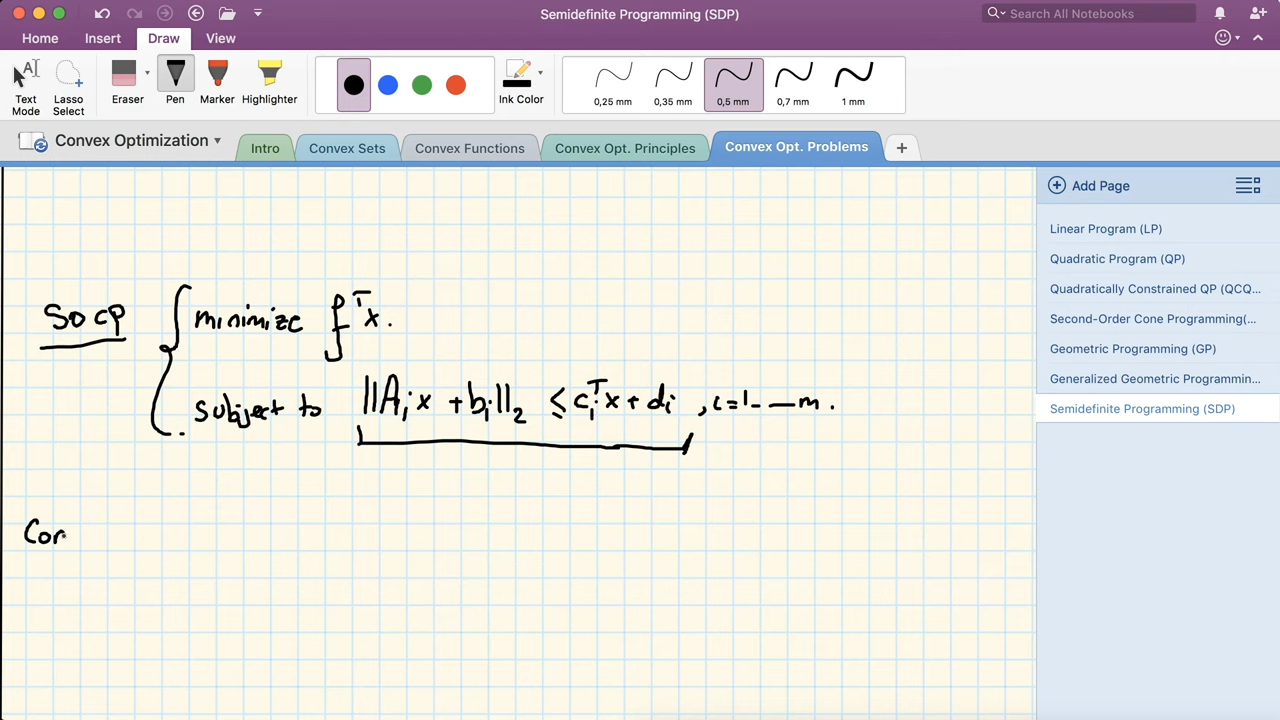 Semidefinite Programming (SDP)
Search All Notebooks
Home Insert Draw View
Text Mode
Lasso Select
Eraser
Pen
Marker
Highlighter
Ink Color
0,25 mm 0,35 mm 0,5 mm 0,7 mm 1 mm
Convex Optimization
Intro Convex Sets Convex Functions Convex Opt. Principles Convex Opt. Problems +
Add Page
Linear Program (LP)
Quadratic Program (QP)
Quadratically Constrained QP (QCQ...
Second-Order Cone Programming(...
Geometric Programming (GP)
Generalized Geometric Programmin...
Semidefinite Programming (SDP)
SOCP { minimize f^T x.
subject to ||A_i x + b_i||_2 ≤ c_i^T x + d_i , i=1-—m.
Cor